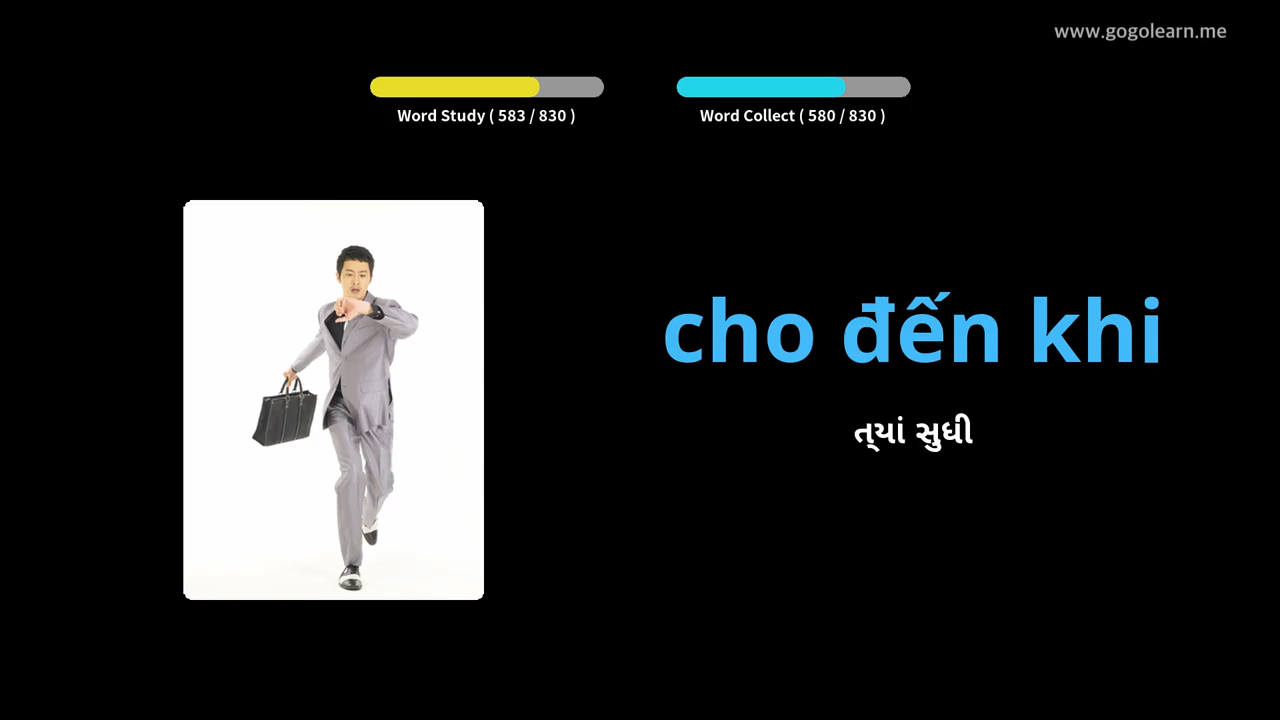 www.gogolearn.me
Word Study ( 583 / 830 )
Word Collect ( 580 / 830 )
cho đến khi
ત્યાં સુધી